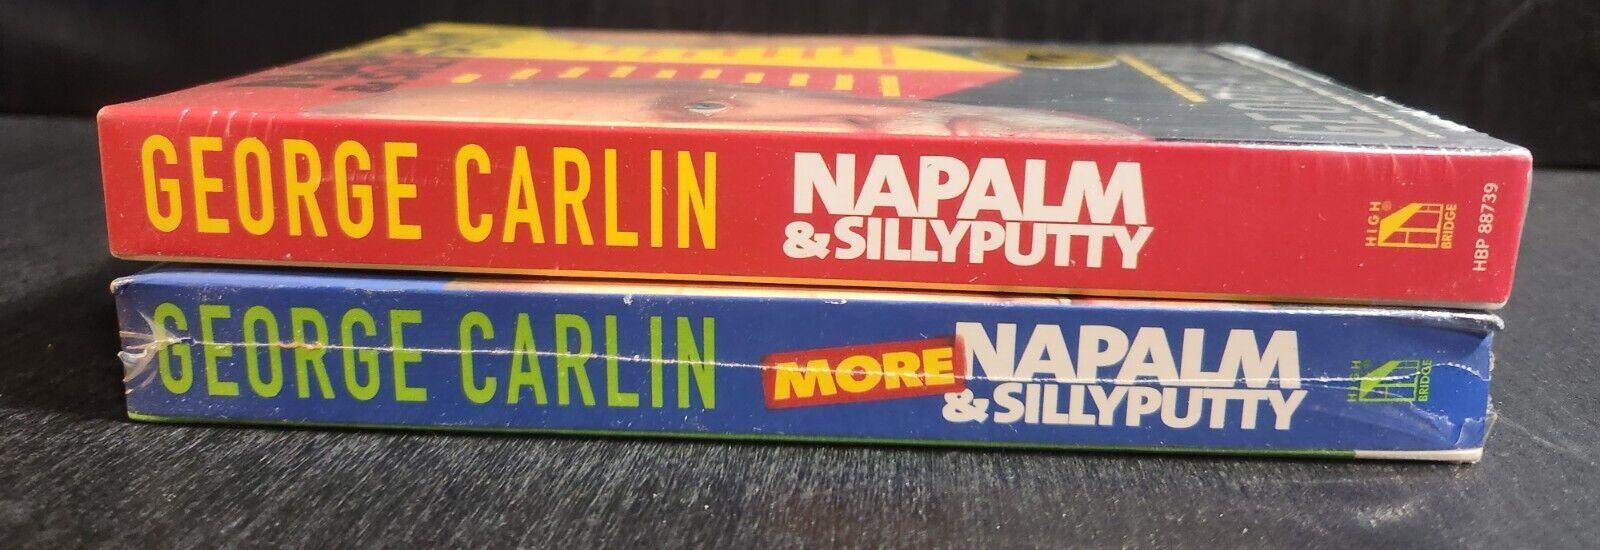 GEORGE CARLIN NAPALM
& SILLYPUTTY
HIGH
BRIDGE
HBP 88739
GEORGE CARLIN MORE NAPALM
& SILLYPUTTY
HIGH
BRIDGE